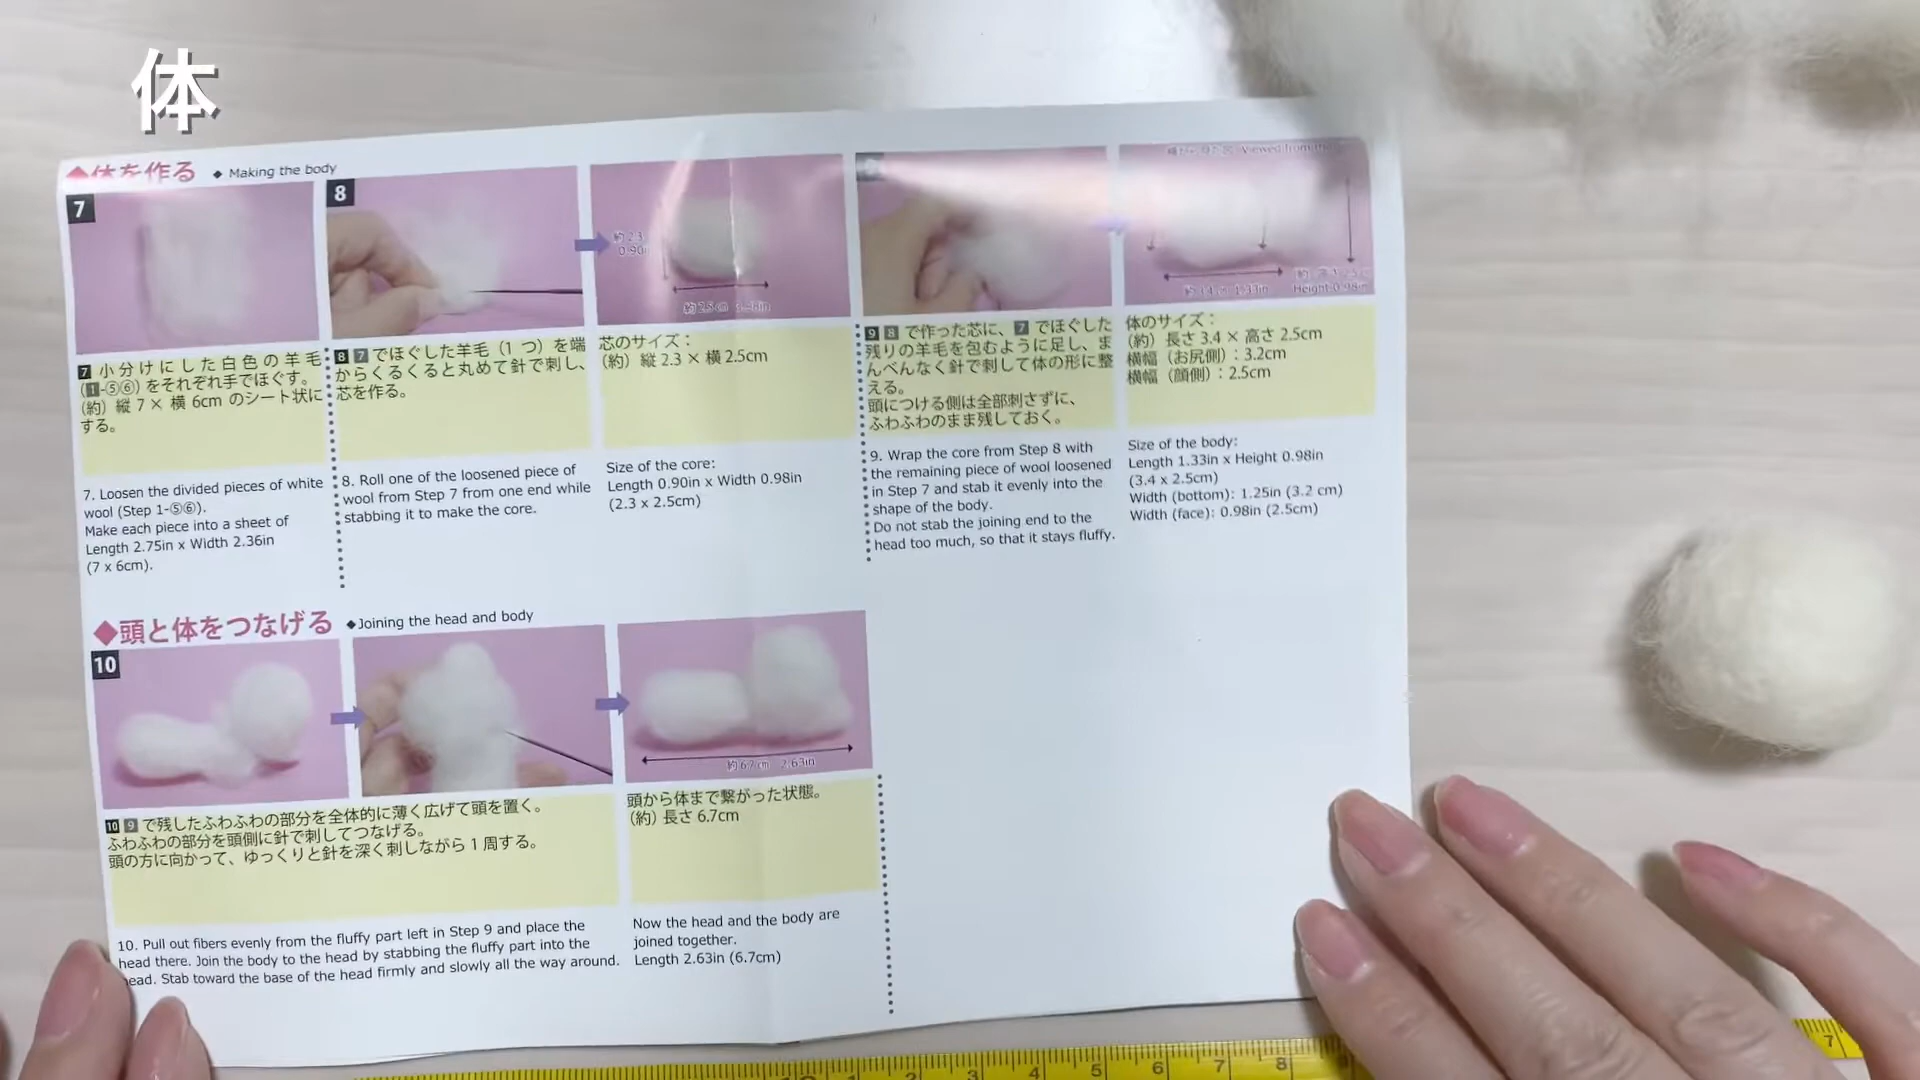 体
◆体を作る ◆ Making the body
7
8
約2.3
0.90i
約2.5cm
Viewed from the
約3.4cm 1.33in
Height:0.98in
7 小分けにした白色の羊毛
(1-⑤⑥)をそれぞれ手でほぐす。
(約)縦 7 × 横 6cm のシート状に
する。
8 7 でほぐした羊毛(1 つ)を端
からくるくると丸めて針で刺し、
芯を作る。
芯のサイズ:
(約)縦 2.3 × 横 2.5cm
9 8 で作った芯に、7 でほぐした
残りの羊毛を包むように足し、ま
んべんなく針で刺して体の形に整
える。
頭につける側は全部刺さずに、
ふわふわのまま残しておく。
体のサイズ:
(約)長さ 3.4 × 高さ 2.5cm
横幅(お尻側):3.2cm
横幅(顔側):2.5cm
7. Loosen the divided pieces of white
wool (Step 1-⑤⑥).
Make each piece into a sheet of
Length 2.75in x Width 2.36in
(7 x 6cm).
8. Roll one of the loosened piece of
wool from Step 7 from one end while
stabbing it to make the core.
Size of the core:
Length 0.90in x Width 0.98in
(2.3 x 2.5cm)
9. Wrap the core from Step 8 with
the remaining piece of wool loosened
in Step 7 and stab it evenly into the
shape of the body.
Do not stab the joining end to the
head too much, so that it stays fluffy.
Size of the body:
Length 1.33in x Height 0.98in
(3.4 x 2.5cm)
Width (bottom): 1.25in (3.2 cm)
Width (face): 0.98in (2.5cm)
◆頭と体をつなげる ◆Joining the head and body
10
約6.7cm 2.63in
10 9 で残したふわふわの部分を全体的に薄く広げて頭を置く。
ふわふわの部分を頭側に針で刺してつなげる。
頭の方に向かって、ゆっくりと針を深く刺しながら 1 周する。
頭から体まで繋がった状態。
(約)長さ 6.7cm
10. Pull out fibers evenly from the fluffy part left in Step 9 and place the
head there. Join the body to the head by stabbing the fluffy part into the
ead. Stab toward the base of the head firmly and slowly all the way around.
Now the head and the body are
joined together.
Length 2.63in (6.7cm)
1 2 3 4 5 6 7 8 7